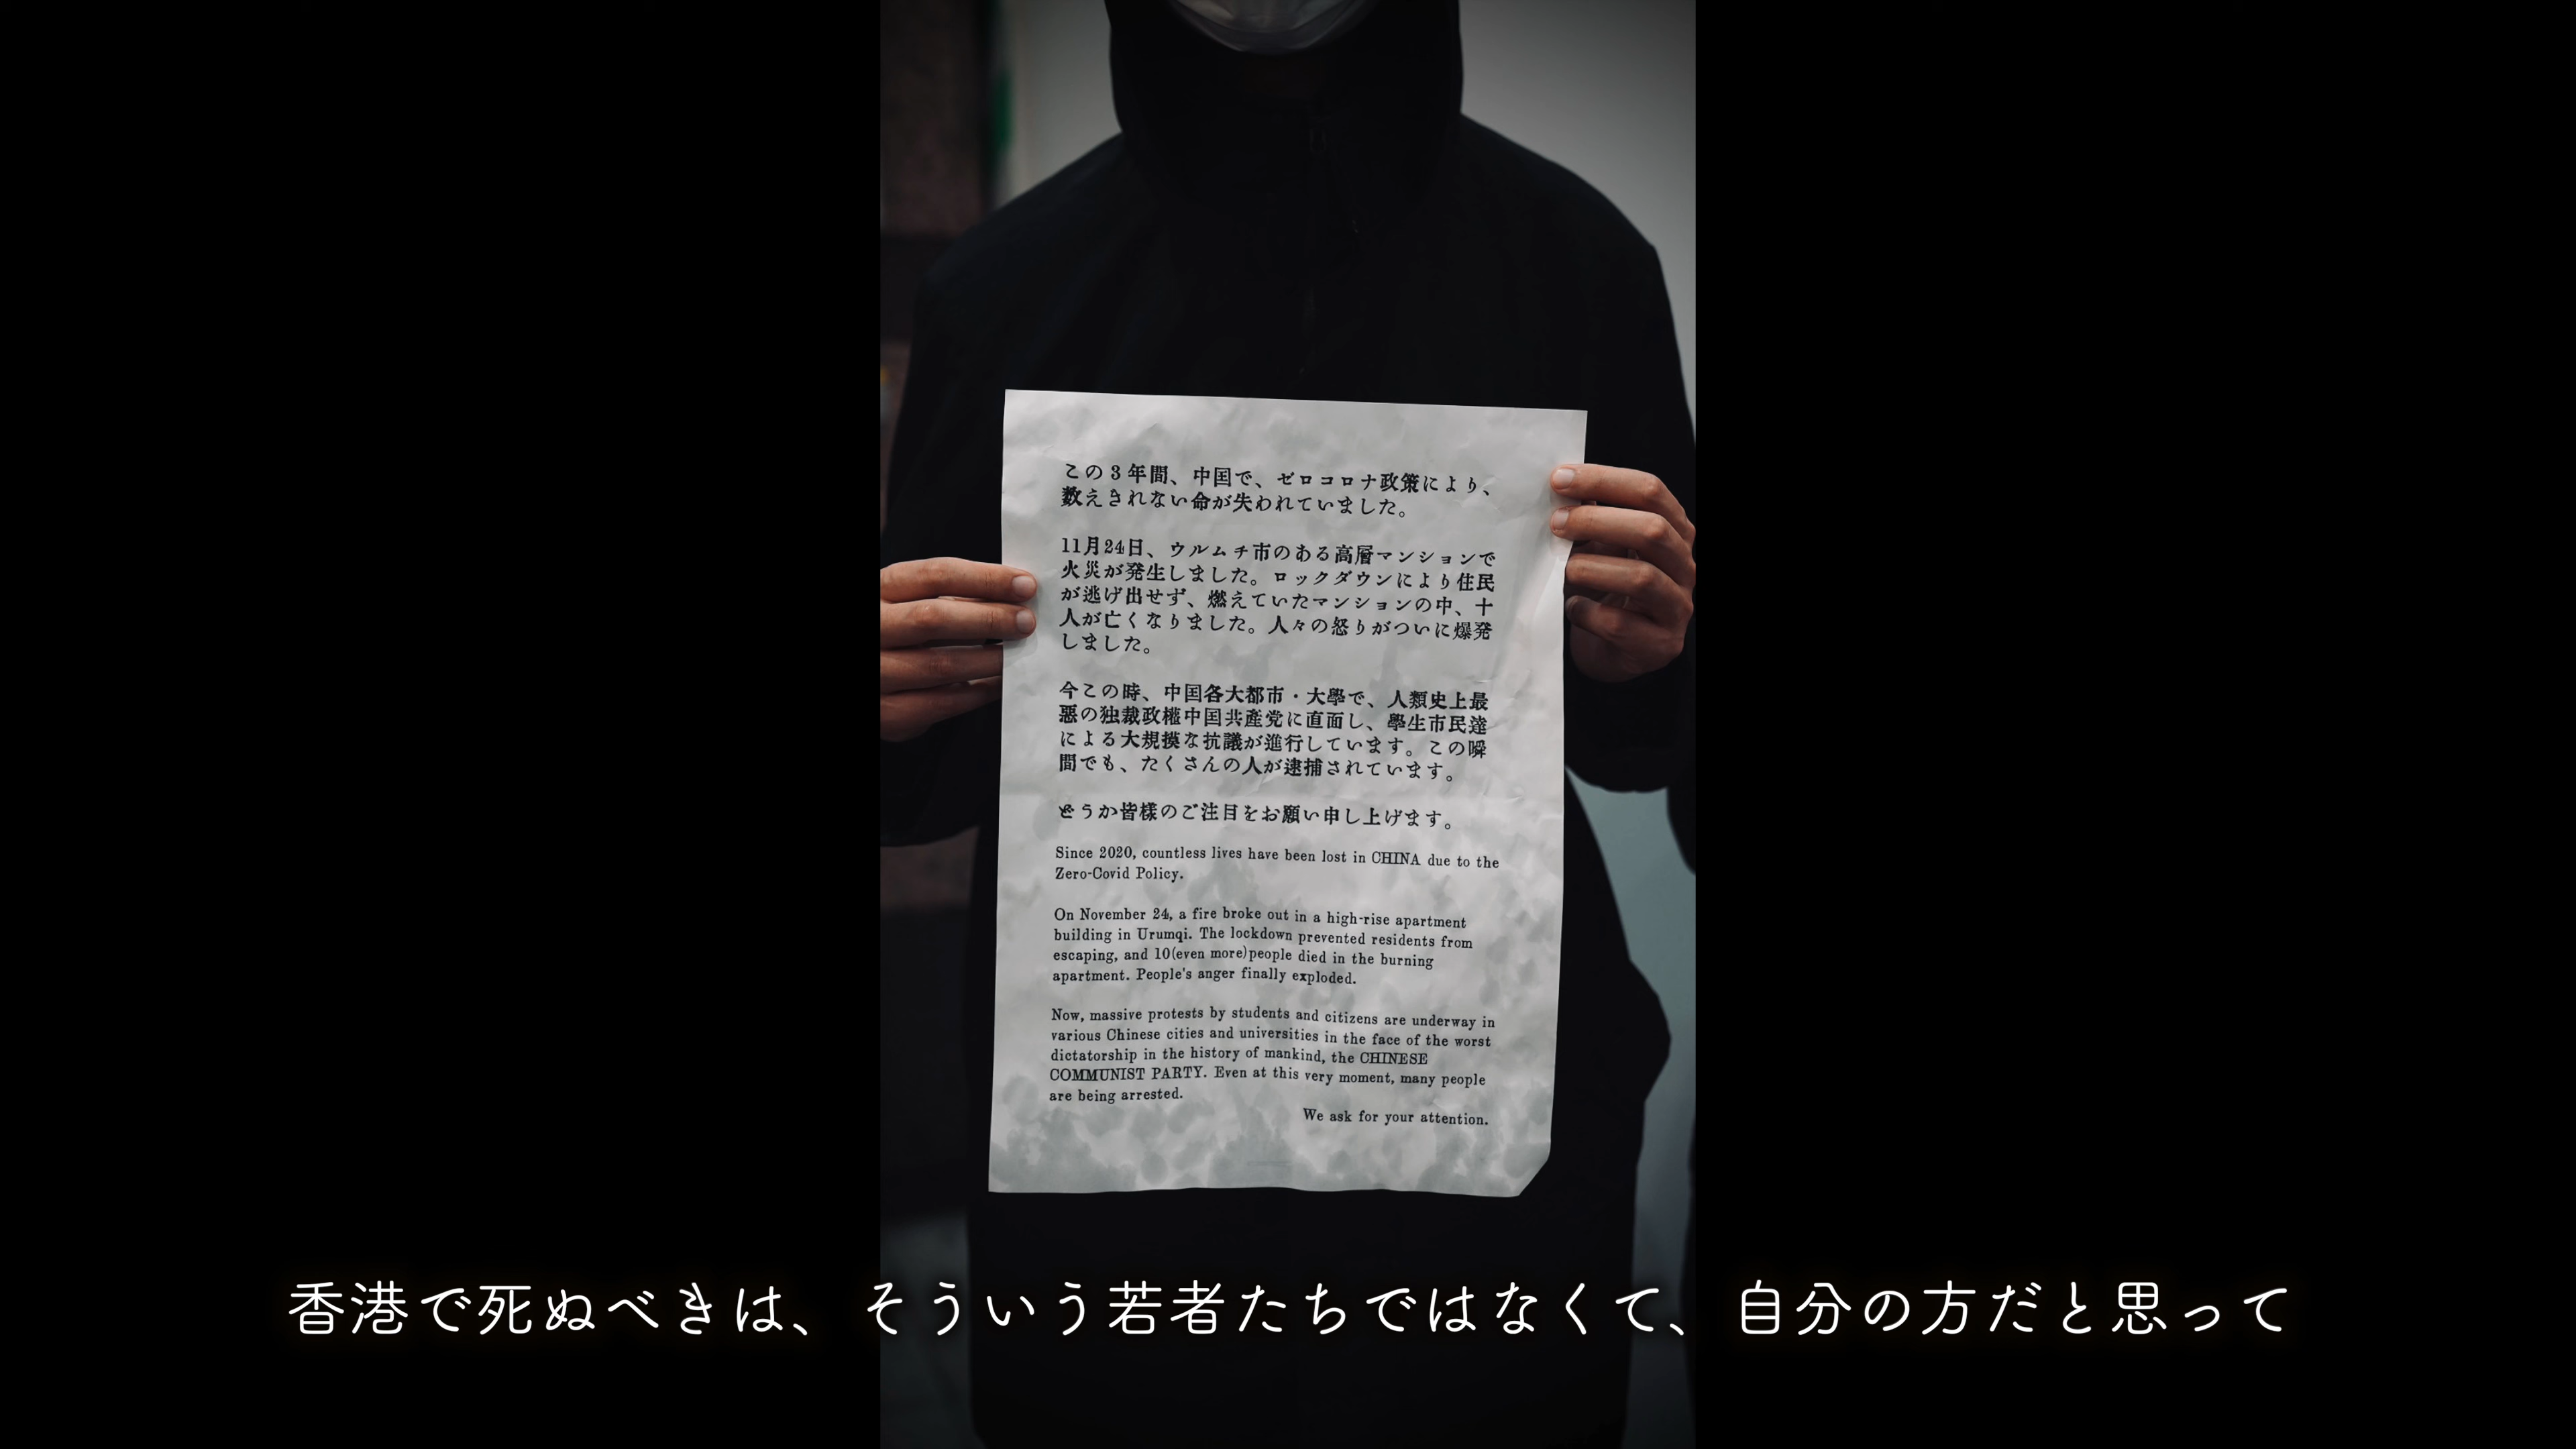 この3年間、中国で、ゼロコロナ政策により、
数えきれない命が失われていました。
11月24日、ウルムチ市のある高層マンションで
火災が発生しました。ロックダウンにより住民
が逃げ出せず、燃えていたマンションの中、十
人が亡くなりました。人々の怒りがついに爆発
しました。
今この時、中国各大都市・大學で、人類史上最
悪の独裁政権中国共産党に直面し、學生市民達
による大規摸な抗議が進行しています。この瞬
間でも、たくさんの人が逮捕されています。
どうか皆様のご注目をお願い申し上げます。
Since 2020, countless lives have been lost in CHINA due to the
Zero-Covid Policy.
On November 24, a fire broke out in a high-rise apartment
building in Urumqi. The lockdown prevented residents from
escaping, and 10(even more)people died in the burning
apartment. People's anger finally exploded.
Now, massive protests by students and citizens are underway in
various Chinese cities and universities in the face of the worst
dictatorship in the history of mankind, the CHINESE
COMMUNIST PARTY. Even at this very moment, many people
are being arrested.
We ask for your attention.
香港で死ぬべきは、そういう若者たちではなくて、自分の方だと思って